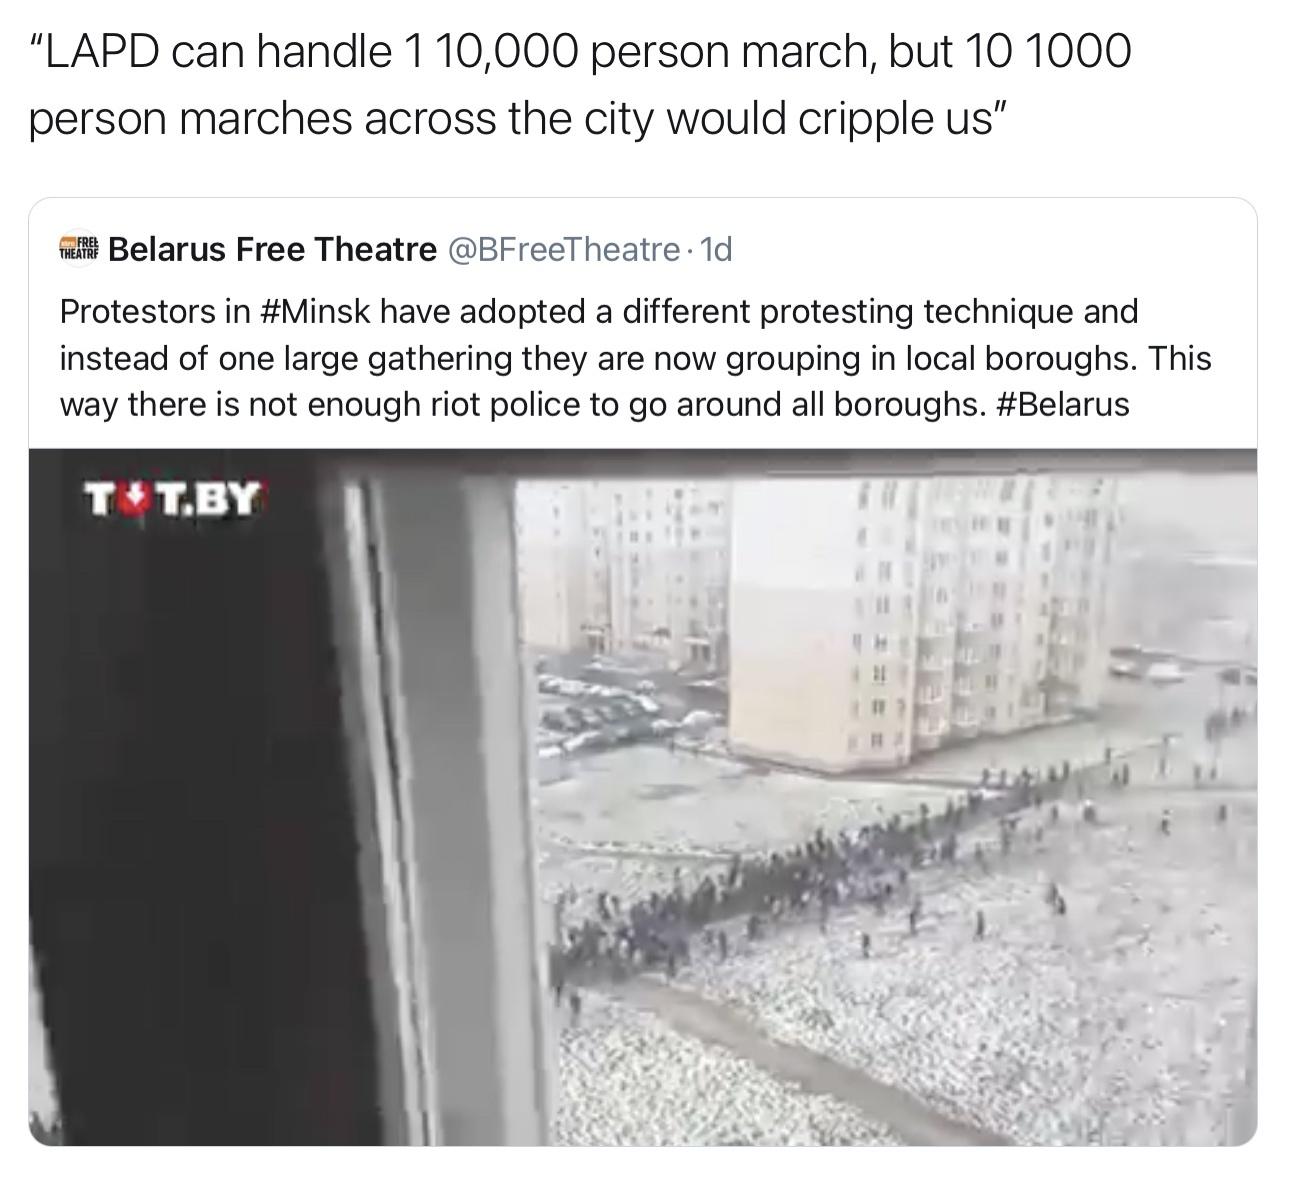 “LAPD can handle 1 10,000 person march, but 10 1000
person marches across the city would cripple us”
FREE
THEATRE
Belarus Free Theatre @BFreeTheatre · 1d
Protestors in #Minsk have adopted a different protesting technique and
instead of one large gathering they are now grouping in local boroughs. This
way there is not enough riot police to go around all boroughs. #Belarus
TUT.BY